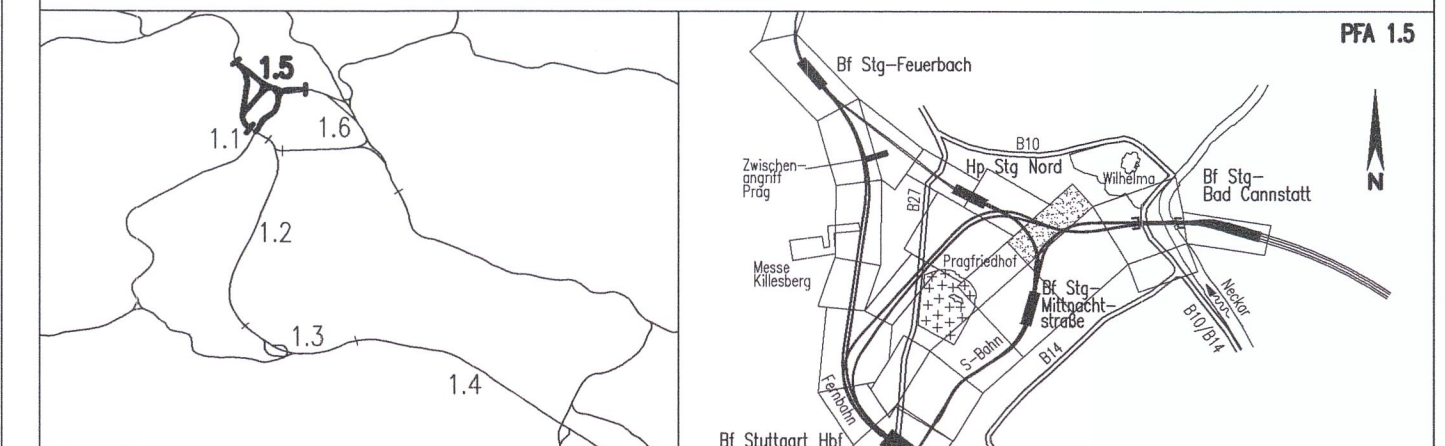 1.5
1.1
1.6
1.2
1.3
1.4
PFA 1.5
Bf Stg-Feuerbach
N
B10
Zwischen-
angriff
Prag
Hp Stg Nord
Wilhelma
Bf Stg-
Bad Cannstatt
B27
Messe
Killesberg
Pragfriedhof
Bf Stg-
Mittnacht-
straße
Neckar
B10/B14
S-Bahn
B14
Fernbahn
Bf Stuttgart Hbf